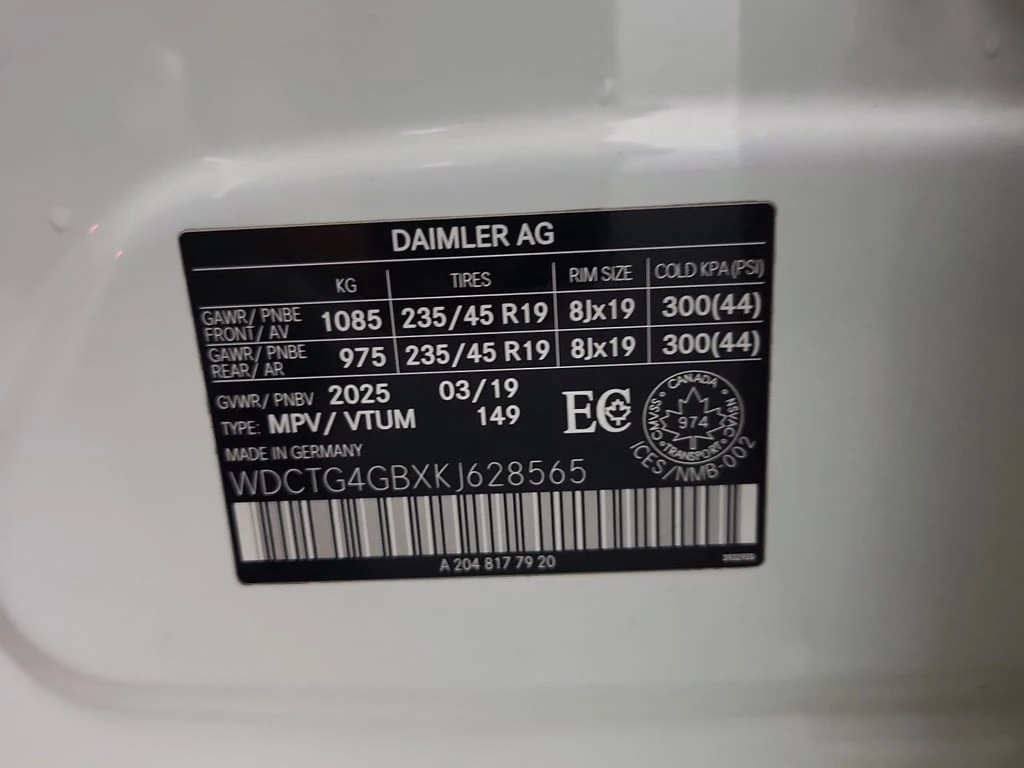 DAIMLER AG
KG TIRES RIM SIZE COLD KPA (PSI)
GAWR/ PNBE FRONT/ AV 1085 235/45 R19 8Jx19 300(44)
GAWR/ PNBE REAR/ AR 975 235/45 R19 8Jx19 300(44)
GVWR/ PNBV 2025 03/19
TYPE: MPV/ VTUM 149
EC
CANADA
CMVSS NSVAC
974
TRANSPORT
ICES/NMB-002
MADE IN GERMANY
WDCTG4GBXKJ628565
A 204 817 79 20